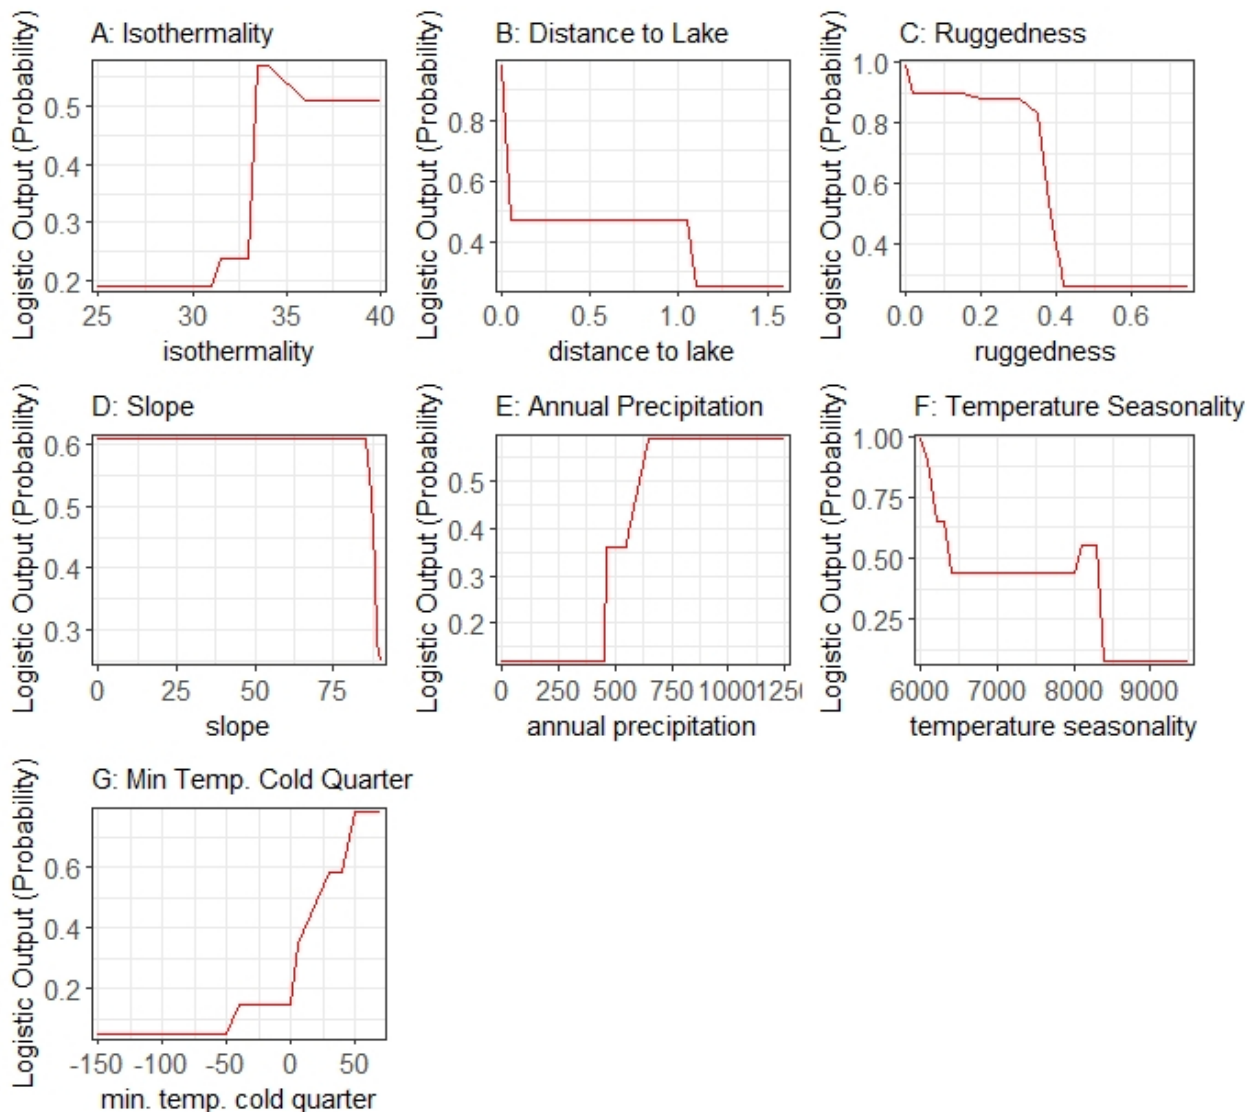 A: Isothermality
Logistic Output (Probability)
0.5
0.4
0.3
0.2
25 30 35 40
isothermality
B: Distance to Lake
Logistic Output (Probability)
0.8
0.6
0.4
0.0 0.5 1.0 1.5
distance to lake
C: Ruggedness
Logistic Output (Probability)
1.0
0.8
0.6
0.4
0.0 0.2 0.4 0.6
ruggedness
D: Slope
Logistic Output (Probability)
0.6
0.5
0.4
0.3
0 25 50 75
slope
E: Annual Precipitation
Logistic Output (Probability)
0.5
0.4
0.3
0.2
0 250 500 750 1000 125
annual precipitation
F: Temperature Seasonality
Logistic Output (Probability)
1.00
0.75
0.50
0.25
6000 7000 8000 9000
temperature seasonality
G: Min Temp. Cold Quarter
Logistic Output (Probability)
0.6
0.4
0.2
-150 -100 -50 0 50
min. temp. cold quarter